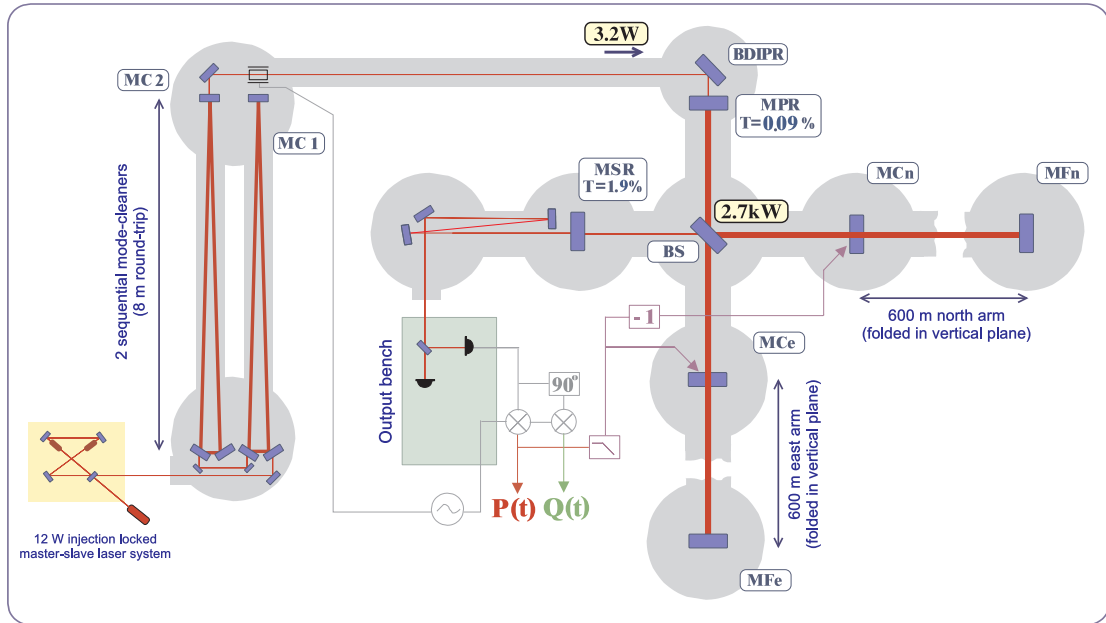 3.2W
BDIPR
MC 2
MPR
T=0.09 %
MC 1
MSR
T=1.9%
MCn
MFn
2 sequential mode-cleaners
(8 m round-trip)
2.7kW
BS
600 m north arm
(folded in vertical plane)
- 1
MCe
Output bench
90°
600 m east arm
(folded in vertical plane)
P(t)
Q(t)
12 W injection locked
master-slave laser system
MFe